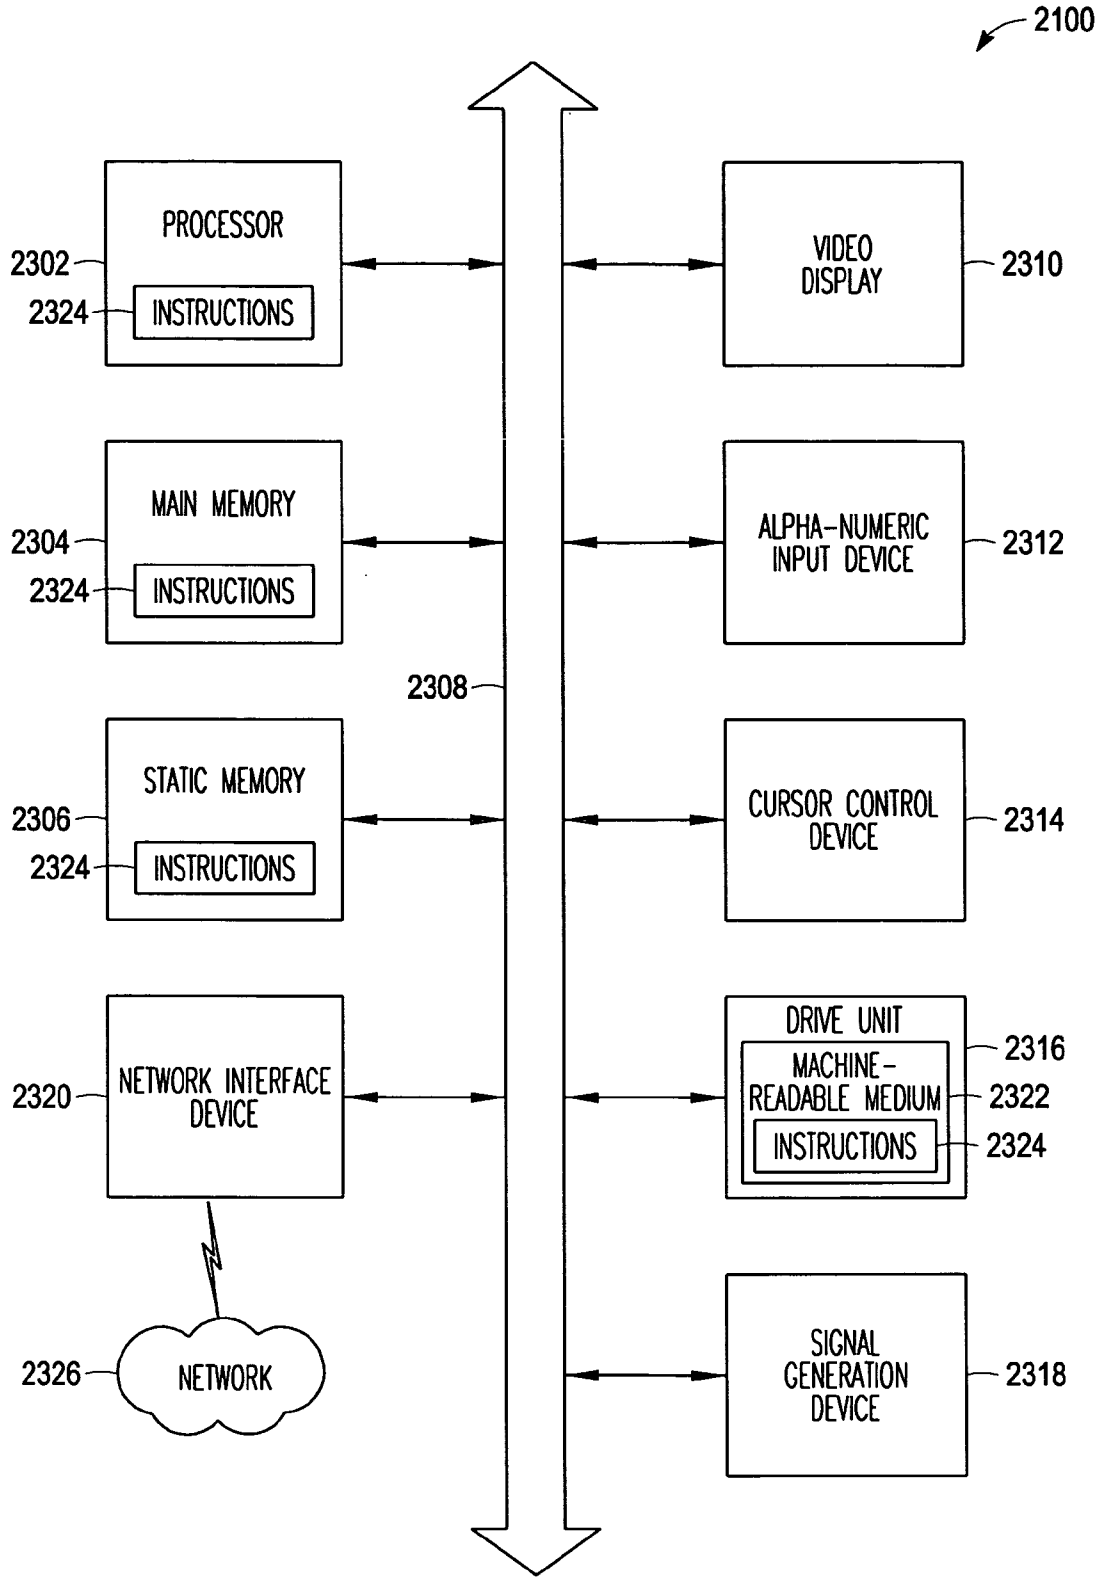 2100
PROCESSOR
2302
2324
INSTRUCTIONS
VIDEO
DISPLAY
2310
MAIN MEMORY
2304
2324
INSTRUCTIONS
ALPHA-NUMERIC
INPUT DEVICE
2312
2308
STATIC MEMORY
2306
2324
INSTRUCTIONS
CURSOR CONTROL
DEVICE
2314
NETWORK INTERFACE
DEVICE
2320
DRIVE UNIT
2316
MACHINE-
READABLE MEDIUM
2322
INSTRUCTIONS
2324
2326
NETWORK
SIGNAL
GENERATION
DEVICE
2318